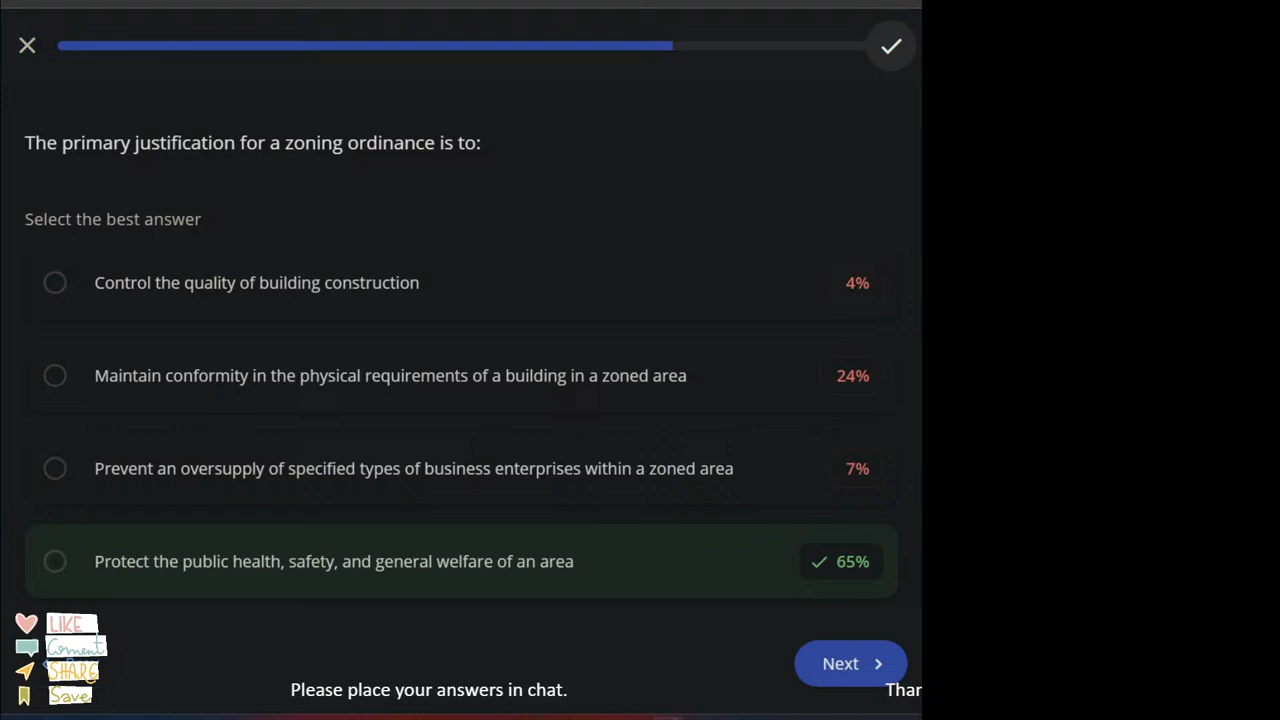 The primary justification for a zoning ordinance is to:
Select the best answer
Control the quality of building construction
4%
Maintain conformity in the physical requirements of a building in a zoned area
24%
Prevent an oversupply of specified types of business enterprises within a zoned area
7%
Protect the public health, safety, and general welfare of an area
65%
LIKE
Coment
SHARE
Save
Next
Please place your answers in chat.
Than